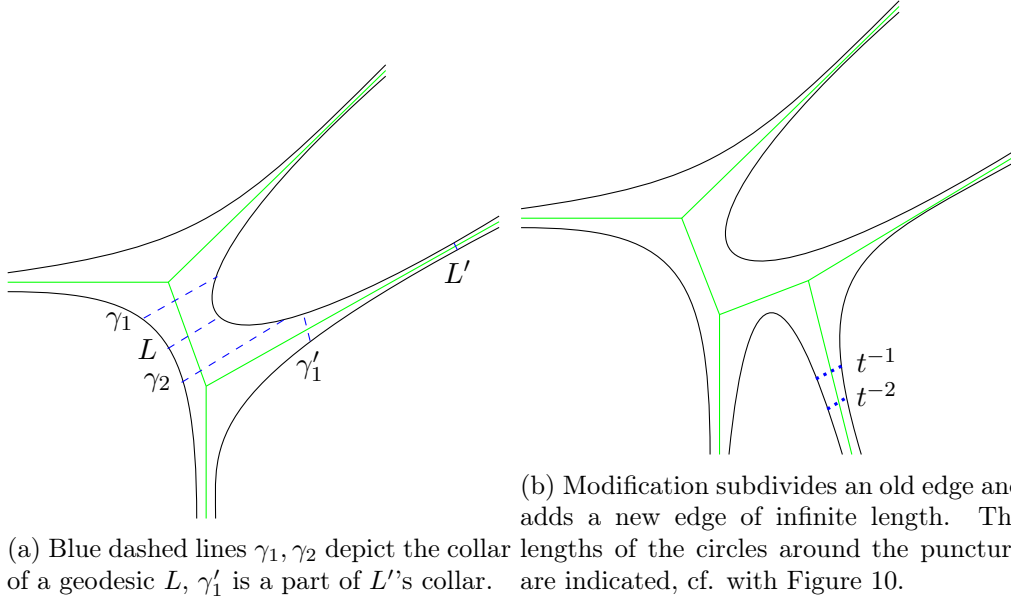 γ₁
L
γ₂
γ′₁
L′
t⁻¹
t⁻²
(a) Blue dashed lines γ₁, γ₂ depict the collar
of a geodesic L, γ′₁ is a part of L′'s collar.
(b) Modification subdivides an old edge and
adds a new edge of infinite length. Th
lengths of the circles around the punctur
are indicated, cf. with Figure 10.